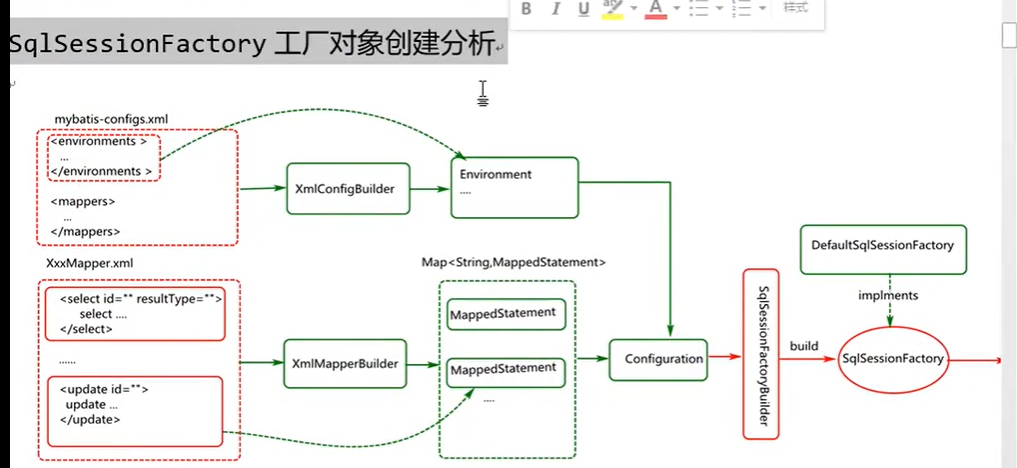 B I U A 样式
SqlSessionFactory 工厂对象创建分析
mybatis-configs.xml
<environments >
...
</environments >
<mappers>
...
</mappers>
XmlConfigBuilder
Environment
....
XxxMapper.xml
<select id="" resultType="">
select ....
</select>
......
<update id="">
update ...
</update>
XmlMapperBuilder
Map<String,MappedStatement>
MappedStatement
MappedStatement
....
Configuration
SqlSessionFactoryBuilder
build
DefaultSqlSessionFactory
implments
SqlSessionFactory